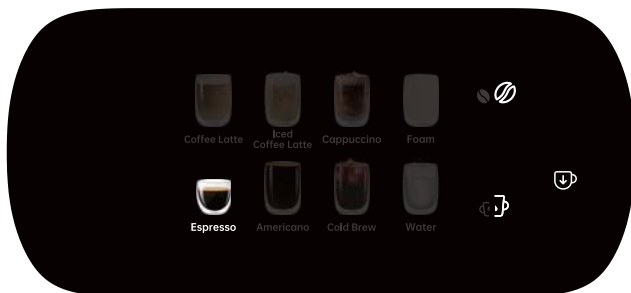 Coffee Latte
Iced
Coffee Latte
Cappuccino
Foam
Espresso
Americano
Cold Brew
Water